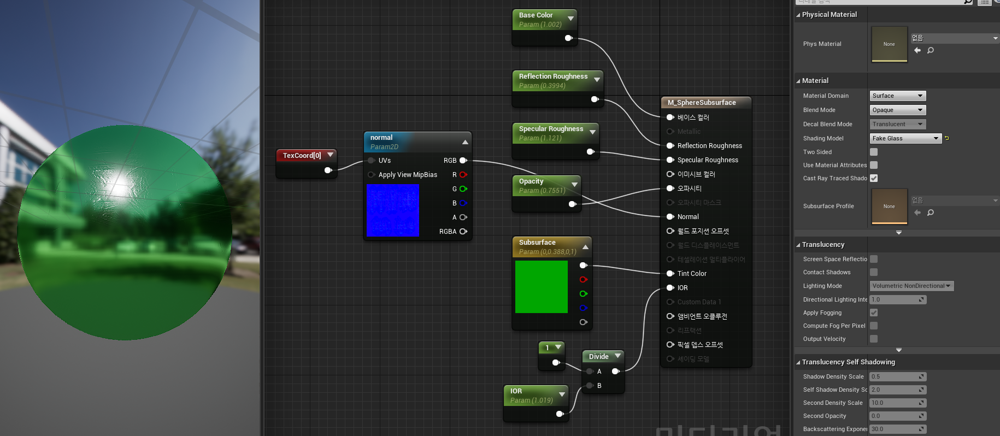 Base Color
Param (1.002)
Reflection Roughness
Param (0.3994)
Specular Roughness
Param (1.121)
Opacity
Param (0.7551)
TexCoord[0]
normal
Param2D
UVs
RGB
Apply View MipBias
R
G
B
A
RGBA
Subsurface
Param (0,0.388,0,1)
1
Divide
A
B
IOR
Param (1.019)
M_SphereSubsurface
베이스 컬러
Metallic
Reflection Roughness
Specular Roughness
이미시브 컬러
오파시티
오파시티 마스크
Normal
월드 포지션 오프셋
월드 디스플레이스먼트
테셀레이션 멀티플라이어
Tint Color
IOR
Custom Data 1
앰비언트 오클루전
리프랙션
픽셀 뎁스 오프셋
셰이딩 모델
Physical Material
Phys Material
None
없음
Material
Material Domain
Surface
Blend Mode
Opaque
Decal Blend Mode
Translucent
Shading Model
Fake Glass
Two Sided
Use Material Attributes
Cast Ray Traced Shado
Subsurface Profile
None
없음
Translucency
Screen Space Reflectio
Contact Shadows
Lighting Mode
Volumetric NonDirectional
Directional Lighting Inte
1.0
Apply Fogging
Compute Fog Per Pixel
Output Velocity
Translucency Self Shadowing
Shadow Density Scale
0.5
Self Shadow Density Sc
2.0
Second Density Scale
10.0
Second Opacity
0.0
Backscattering Exponen
30.0